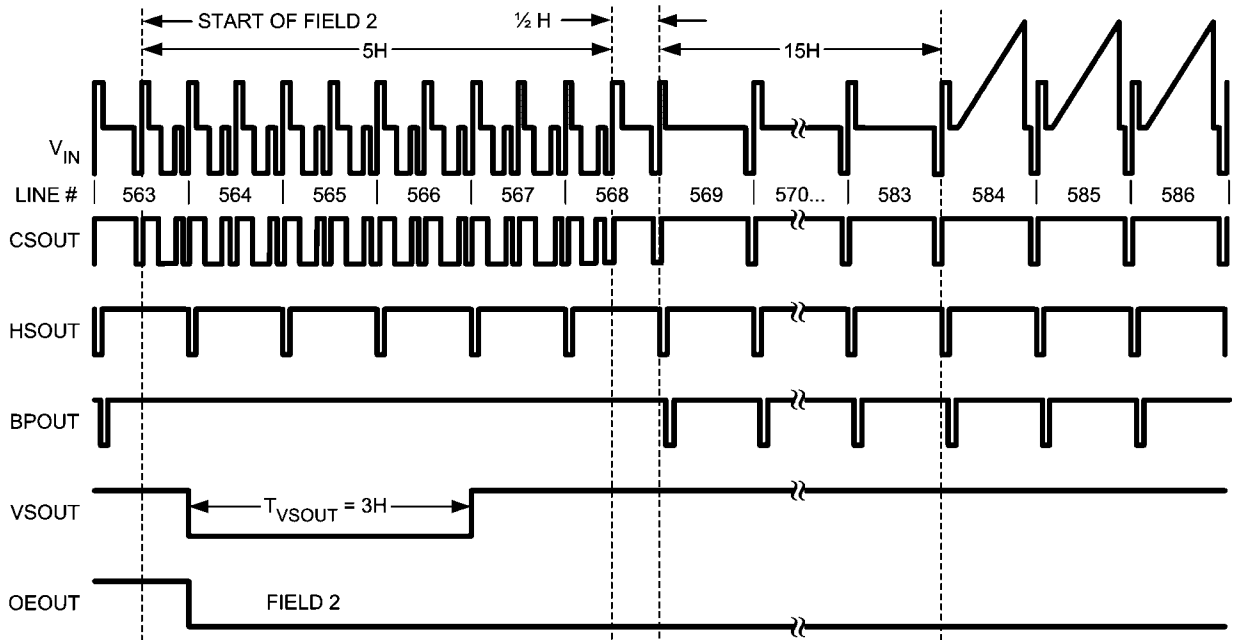 START OF FIELD 2
½ H
5H
15H
V_IN
LINE # 563 564 565 566 567 568 569 570... 583 584 585 586
CSOUT
HSOUT
BPOUT
VSOUT
T_VSOUT = 3H
OEOUT
FIELD 2